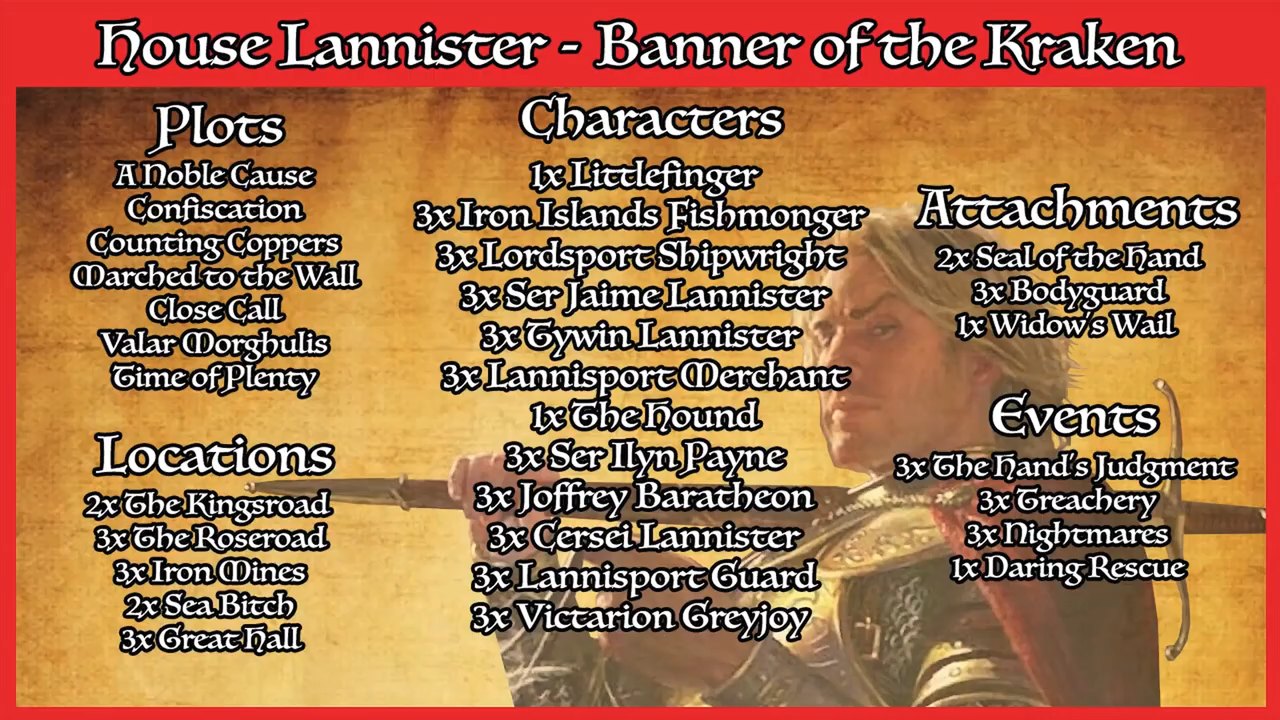 House Lannister - Banner of the Kraken
Plots
A Noble Cause
Confiscation
Counting Coppers
Marched to the Wall
Close Call
Valar Morghulis
Time of Plenty
Locations
2x The Kingsroad
3x The Roseroad
3x Iron Mines
2x Sea Bitch
3x Great Hall
Characters
1x Littlefinger
3x Iron Islands Fishmonger
3x Lordsport Shipwright
3x Ser Jaime Lannister
3x Tywin Lannister
3x Lannisport Merchant
1x The Hound
3x Ser Ilyn Payne
3x Joffrey Baratheon
3x Cersei Lannister
3x Lannisport Guard
3x Victarion Greyjoy
Attachments
2x Seal of the Hand
3x Bodyguard
1x Widow's Wail
Events
3x The Hand's Judgment
3x Treachery
3x Nightmares
1x Daring Rescue